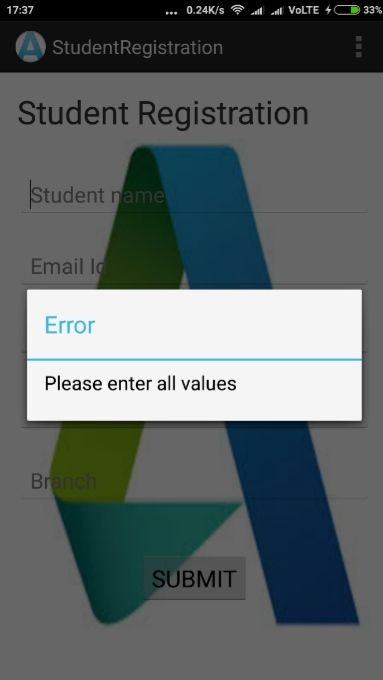 17:37 ... 0.24K/s VoLTE 33%
StudentRegistration
Student Registration
Student name
Email Id
Error
Please enter all values
Branch
SUBMIT